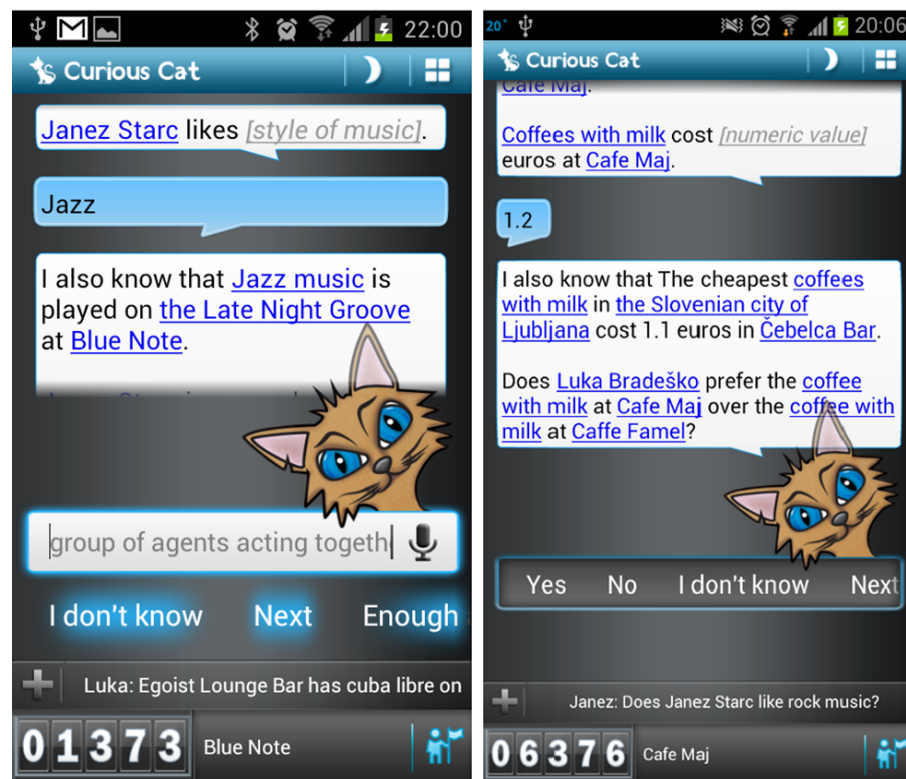 22:00
Curious Cat
Janez Starc likes [style of music].
Jazz
I also know that Jazz music is
played on the Late Night Groove
at Blue Note.
group of agents acting togeth
I don't know Next Enough
Luka: Egoist Lounge Bar has cuba libre on
01373 Blue Note
20° 20:06
Curious Cat
Cafe Maj.
Coffees with milk cost [numeric value]
euros at Cafe Maj.
1.2
I also know that The cheapest coffees
with milk in the Slovenian city of
Ljubljana cost 1.1 euros in Čebelca Bar.
Does Luka Bradeško prefer the coffee
with milk at Cafe Maj over the coffee with
milk at Caffe Famel?
Yes No I don't know Next
Janez: Does Janez Starc like rock music?
06376 Cafe Maj